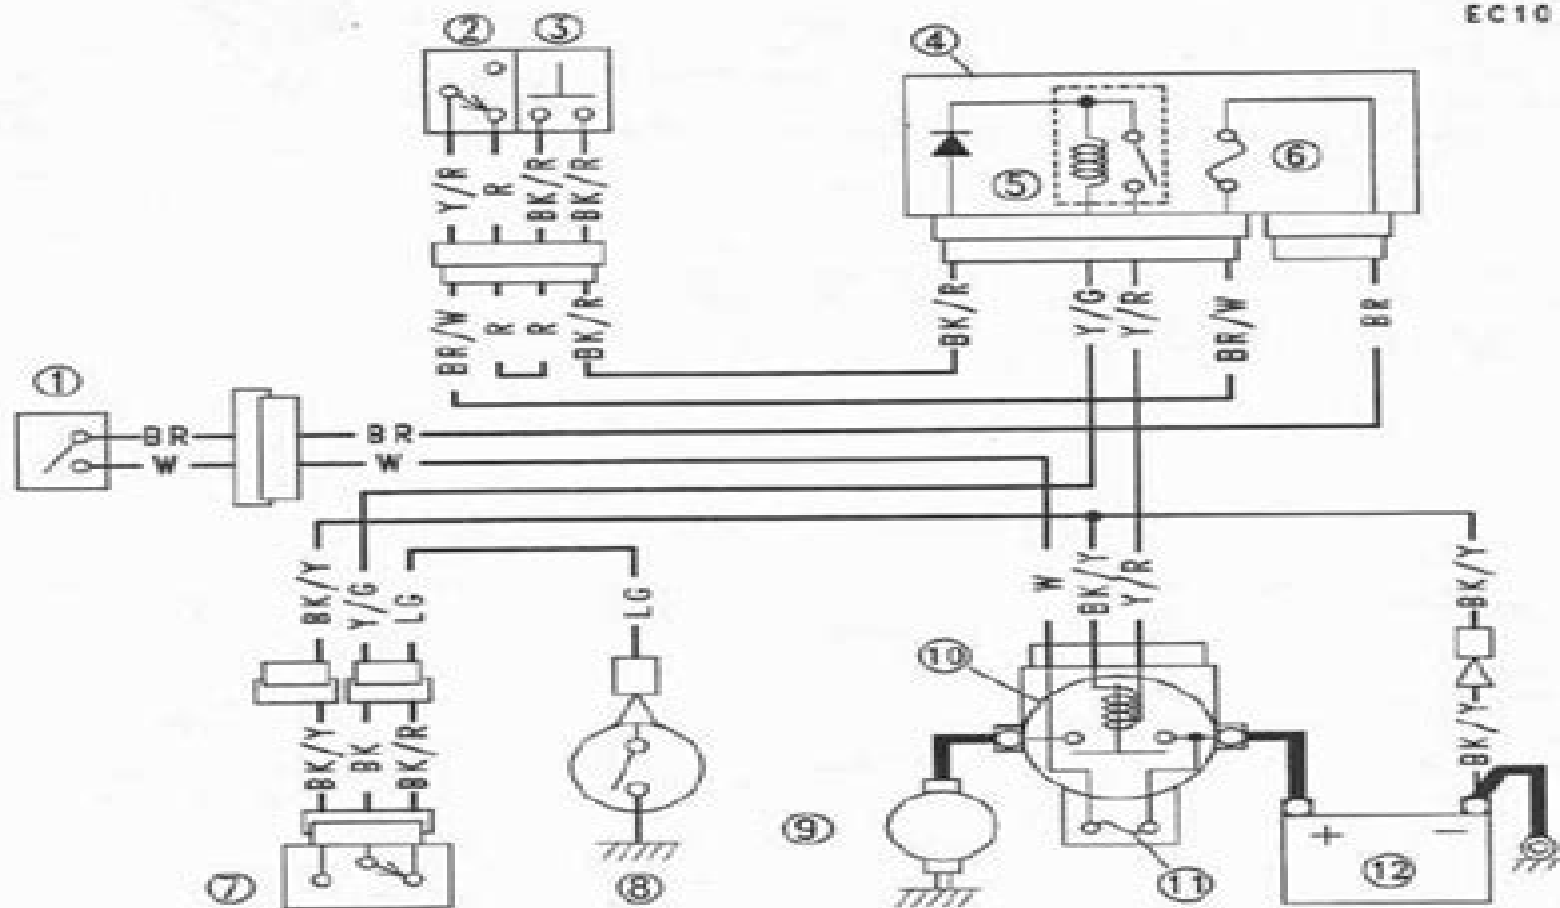 EC10
② ③
④
Y/R R BK/R BK/R
⑤ ⑥
BR/W R R BK/R
BK/R Y/G Y/R BR/W BR
①
BR BR
W W
BK/Y Y/G LG LG W BK/Y Y/R BK/Y
⑩
BK/Y BK BK/R BK/Y
⑨
+ −
⑦ ⑧ ⑪ ⑫